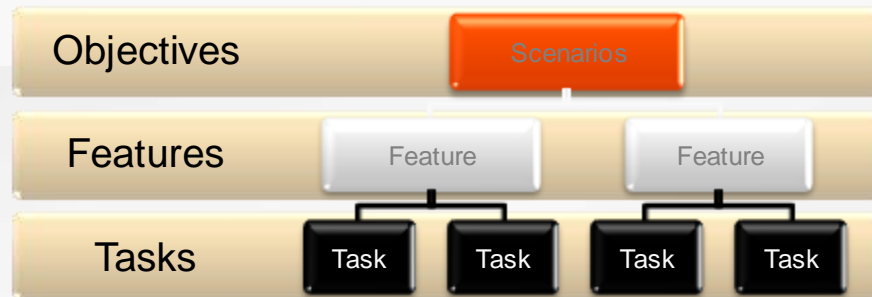 Objectives
Scenarios
Features
Feature
Feature
Tasks
Task
Task
Task
Task